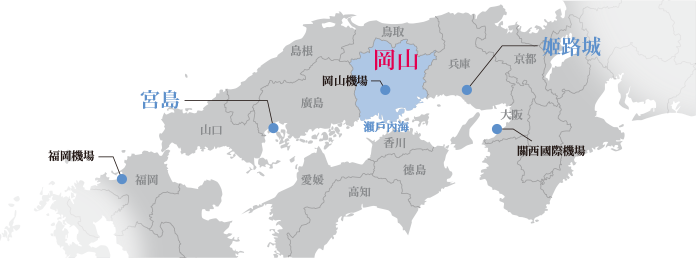 鳥取
島根
岡山
姫路城
兵庫
京都
岡山機場
宮島
廣島
大阪
瀨戶內海
山口
香川
關西國際機場
福岡機場
福岡
愛媛
德島
高知